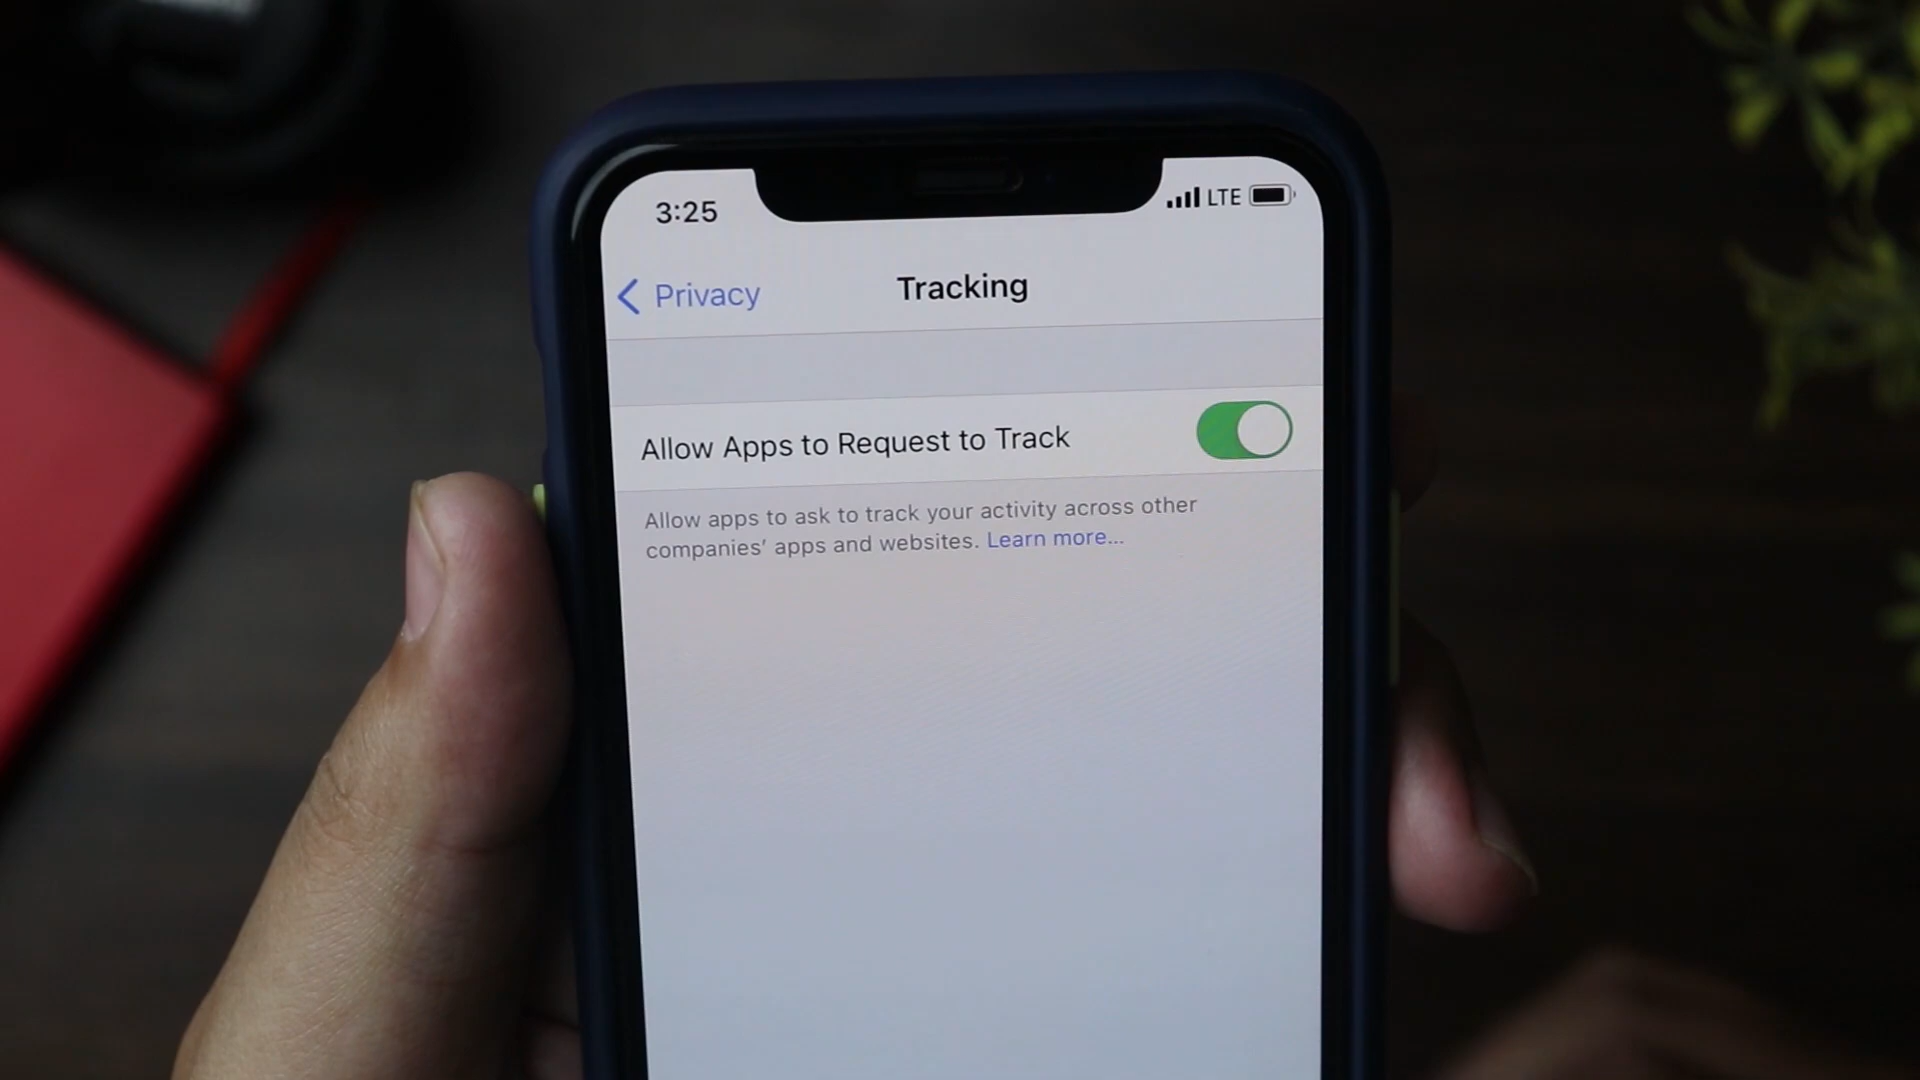 3:25
LTE
Privacy
Tracking
Allow Apps to Request to Track
Allow apps to ask to track your activity across other
companies’ apps and websites. Learn more...